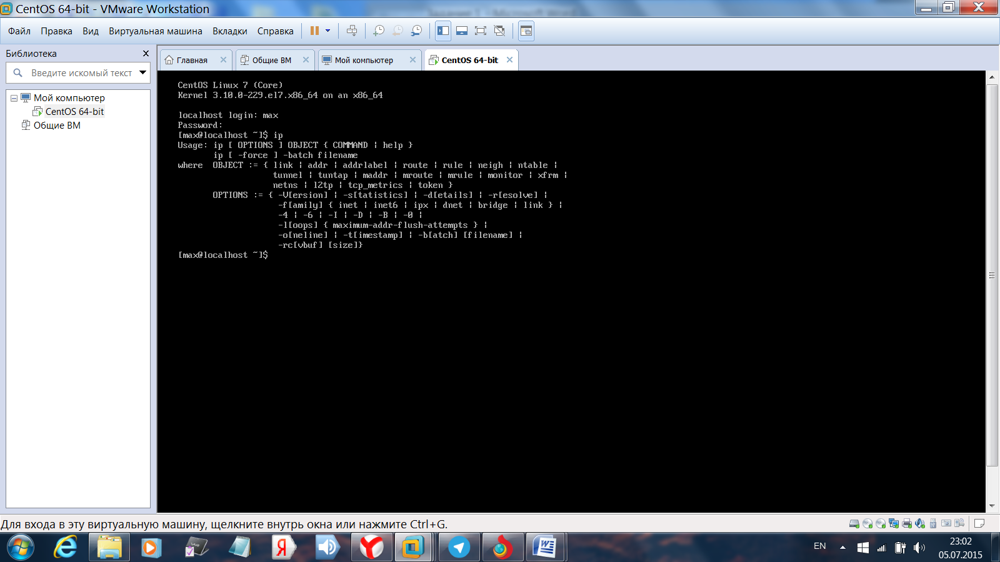 CentOS 64-bit - VMware Workstation
Файл Правка Вид Виртуальная машина Вкладки Справка
Библиотека x
Введите искомый текст
Мой компьютер
CentOS 64-bit
Общие ВМ
Главная Общие ВМ Мой компьютер CentOS 64-bit
CentOS Linux 7 (Core)
Kernel 3.10.0-229.el7.x86_64 on an x86_64
localhost login: max
Password:
[max@localhost ~]$ ip
Usage: ip [ OPTIONS ] OBJECT { COMMAND | help }
ip [ -force ] -batch filename
where OBJECT := { link | addr | addrlabel | route | rule | neigh | ntable |
tunnel | tuntap | maddr | mroute | mrule | monitor | xfrm |
netns | l2tp | tcp_metrics | token }
OPTIONS := { -V[ersion] | -s[tatistics] | -d[etails] | -r[esolve] |
-f[amily] { inet | inet6 | ipx | dnet | bridge | link } |
-4 | -6 | -I | -D | -B | -0 |
-l[oops] { maximum-addr-flush-attempts } |
-o[neline] | -t[imestamp] | -b[atch] [filename] |
-rc[vbuf] [size]}
[max@localhost ~]$
Для входа в эту виртуальную машину, щелкните внутрь окна или нажмите Ctrl+G.
EN
23:02
05.07.2015